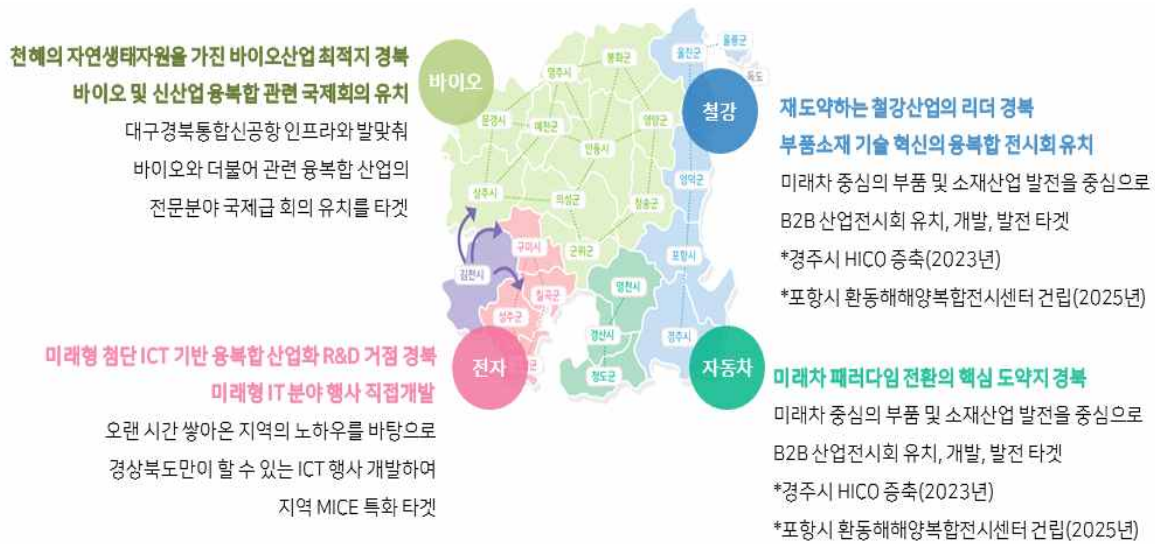 천혜의 자연생태자원을 가진 바이오산업 최적지 경북
바이오 및 신산업 융복합 관련 국제회의 유치
대구경북통합신공항 인프라와 발맞춰
바이오와 더불어 관련 융복합 산업의
전문분야 국제급 회의 유치를 타겟
바이오
철강
재도약하는 철강산업의 리더 경북
부품소재 기술 혁신의 융복합 전시회 유치
미래차 중심의 부품 및 소재산업 발전을 중심으로
B2B 산업전시회 유치, 개발, 발전 타겟
*경주시 HICO 증축(2023년)
*포항시 환동해해양복합전시센터 건립(2025년)
울진군
울릉군
독도
봉화군
영주시
문경시
예천군
영양군
안동시
영덕군
상주시
의성군
청송군
구미시
군위군
포항시
김천시
칠곡군
영천시
성주군
경산시
경주시
청도군
미래형 첨단 ICT 기반 융복합 산업화 R&D 거점 경북
미래형 IT 분야 행사 직접개발
오랜 시간 쌓아온 지역의 노하우를 바탕으로
경상북도만이 할 수 있는 ICT 행사 개발하여
지역 MICE 특화 타겟
전자
자동차
미래차 패러다임 전환의 핵심 도약지 경북
미래차 중심의 부품 및 소재산업 발전을 중심으로
B2B 산업전시회 유치, 개발, 발전 타겟
*경주시 HICO 증축(2023년)
*포항시 환동해해양복합전시센터 건립(2025년)